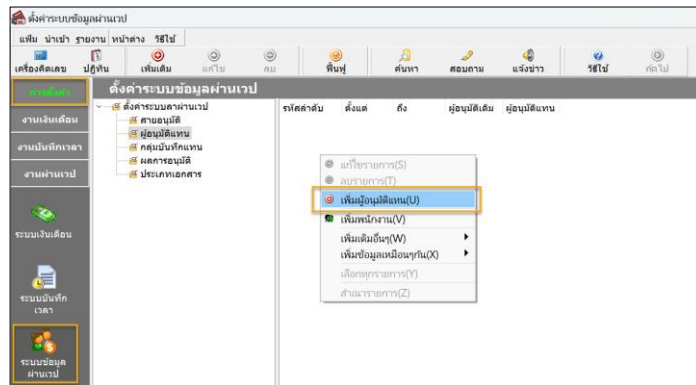 ตั้งค่าระบบข้อมูลผ่านเวป
แฟ้ม นำเข้า รายงาน หน้าต่าง วิธีใช้
เครื่องคิดเลข ปฏิทิน เพิ่มเติม แก้ไข ลบ ฟื้นฟู ค้นหา สอบถาม แจ้งข่าว วิธีใช้ ถัดไป
การตั้งค่า
ตั้งค่าระบบข้อมูลผ่านเวป
งานเงินเดือน
งานบันทึกเวลา
งานผ่านเวป
ระบบเงินเดือน
ระบบบันทึก
เวลา
ระบบข้อมูล
ผ่านเวป
ตั้งค่าระบบลาผ่านเวป
สายอนุมัติ
ผู้อนุมัติแทน
กลุ่มบันทึกแทน
ผลการอนุมัติ
ประเภทเอกสาร
รหัสลำดับ ตั้งแต่ ถึง ผู้อนุมัติเดิม ผู้อนุมัติแทน
แก้ไขรายการ(S)
ลบรายการ(T)
เพิ่มผู้อนุมัติแทน(U)
เพิ่มพนักงาน(V)
เพิ่มเติมอื่นๆ(W)
เพิ่มข้อมูลเหมือนๆกัน(X)
เลือกทุกรายการ(Y)
สำเนารายการ(Z)